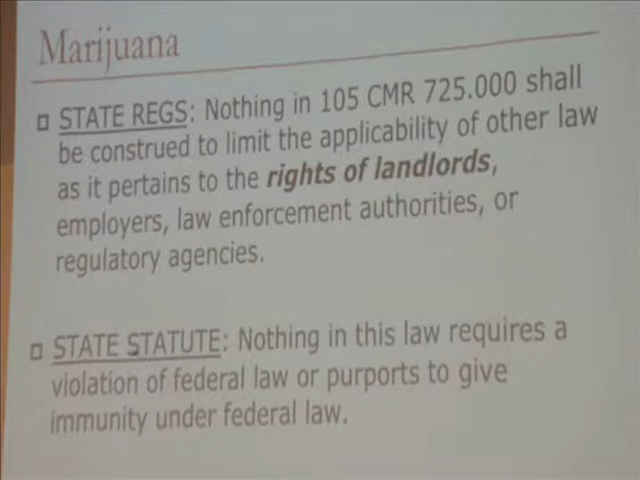 Marijuana
STATE REGS: Nothing in 105 CMR 725.000 shall
be construed to limit the applicability of other law
as it pertains to the rights of landlords,
employers, law enforcement authorities, or
regulatory agencies.
STATE STATUTE: Nothing in this law requires a
violation of federal law or purports to give
immunity under federal law.